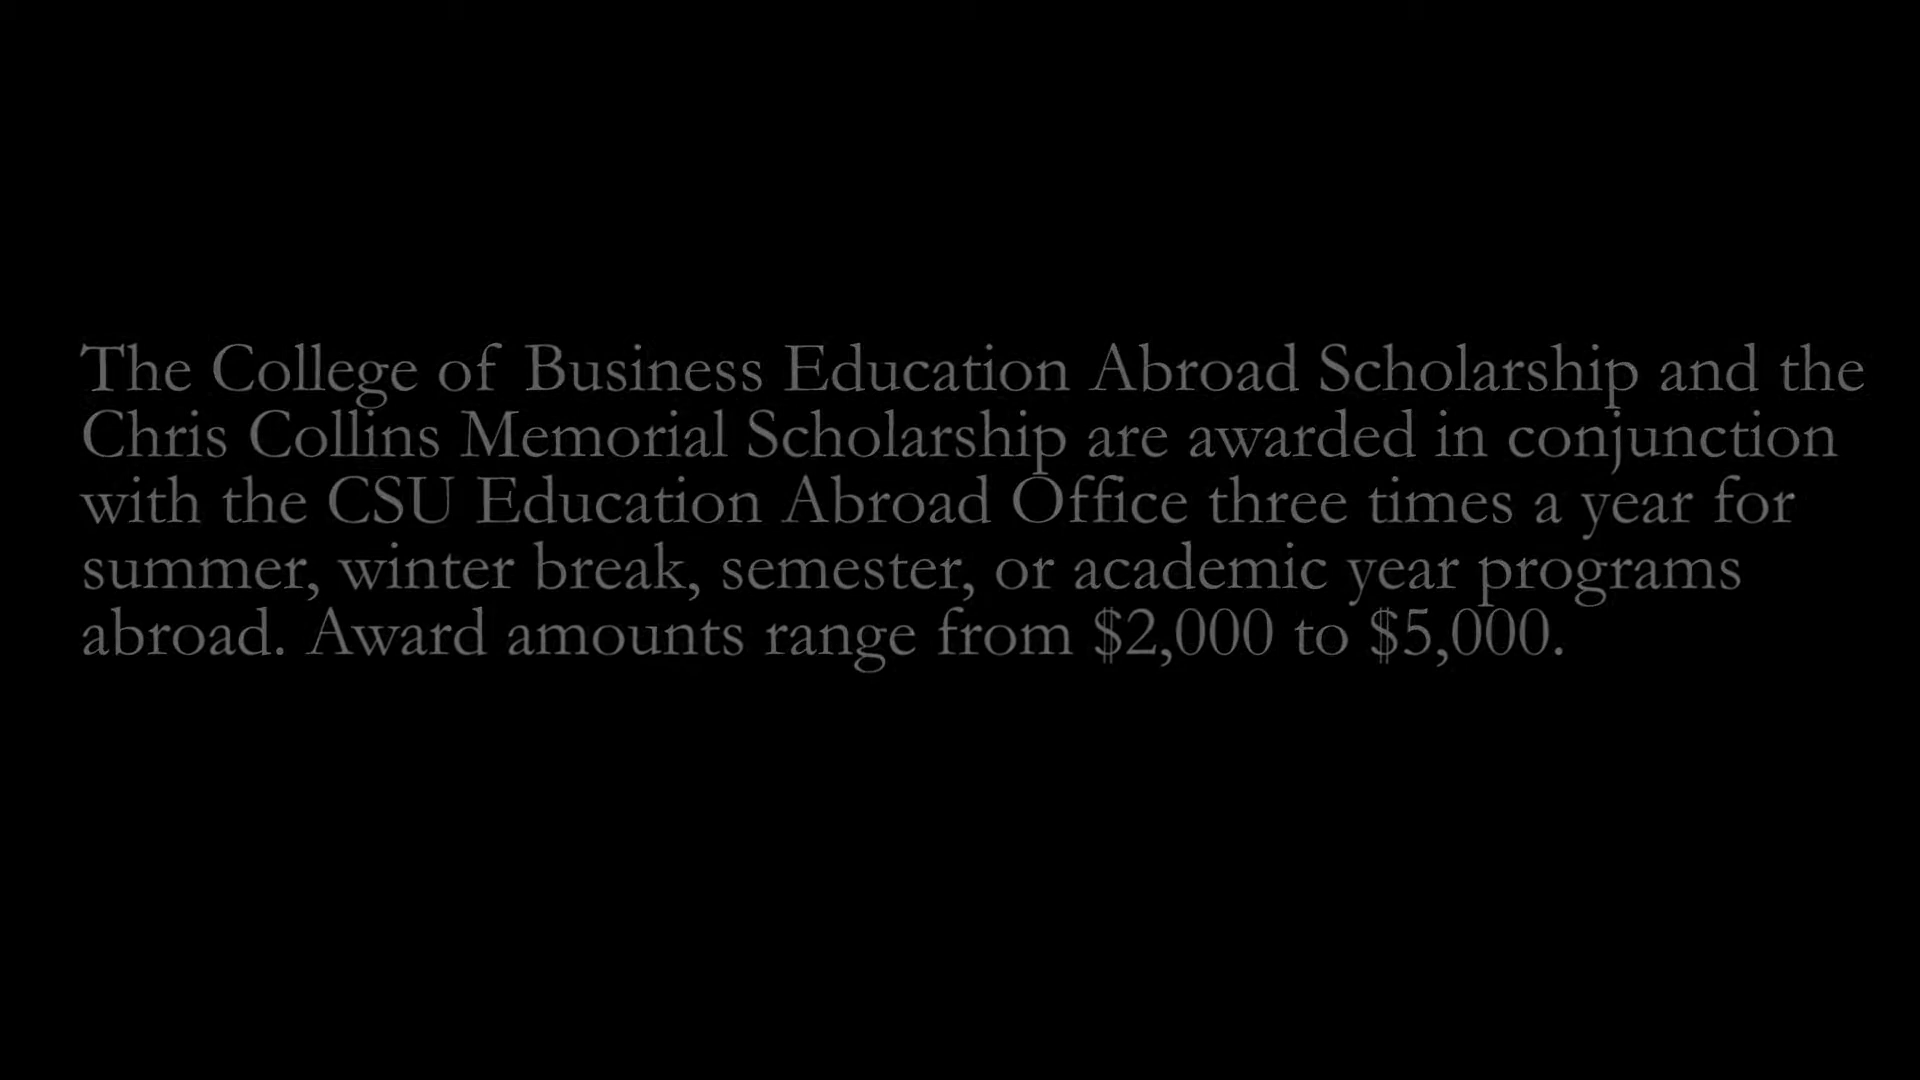 The College of Business Education Abroad Scholarship and the
Chris Collins Memorial Scholarship are awarded in conjunction
with the CSU Education Abroad Office three times a year for
summer, winter break, semester, or academic year programs
abroad. Award amounts range from $2,000 to $5,000.